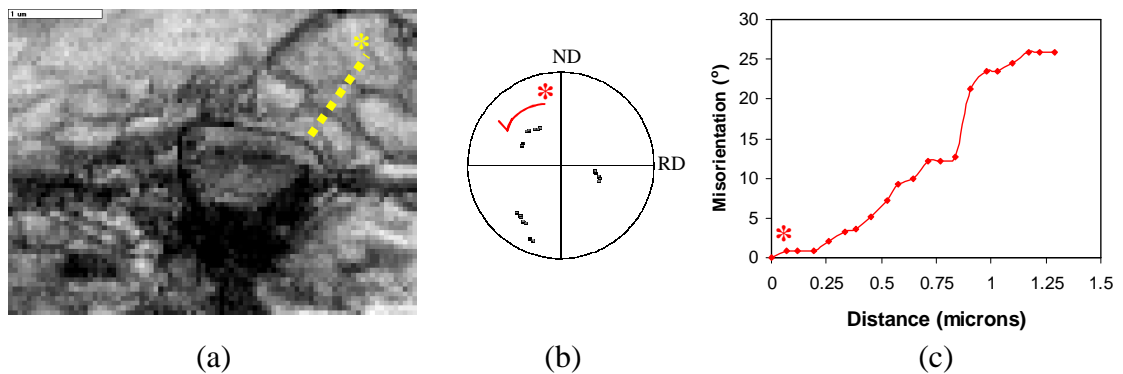 1 um
*
(a)
ND
*
RD
(b)
Misorientation (º)
30
25
20
15
10
5
0
*
0 0.25 0.5 0.75 1 1.25 1.5
Distance (microns)
(c)